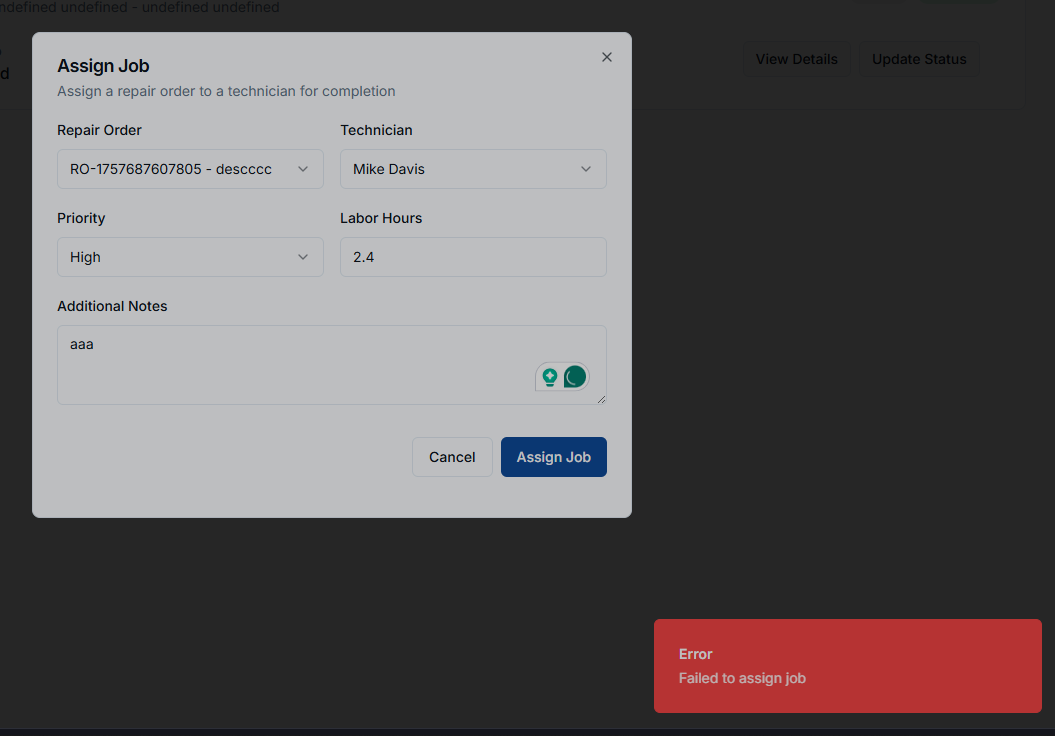 undefined undefined - undefined undefined
View Details
Update Status
Assign Job
Assign a repair order to a technician for completion
Repair Order
Technician
RO-1757687607805 - descccc
Mike Davis
Priority
Labor Hours
High
2.4
Additional Notes
aaa
Cancel
Assign Job
Error
Failed to assign job